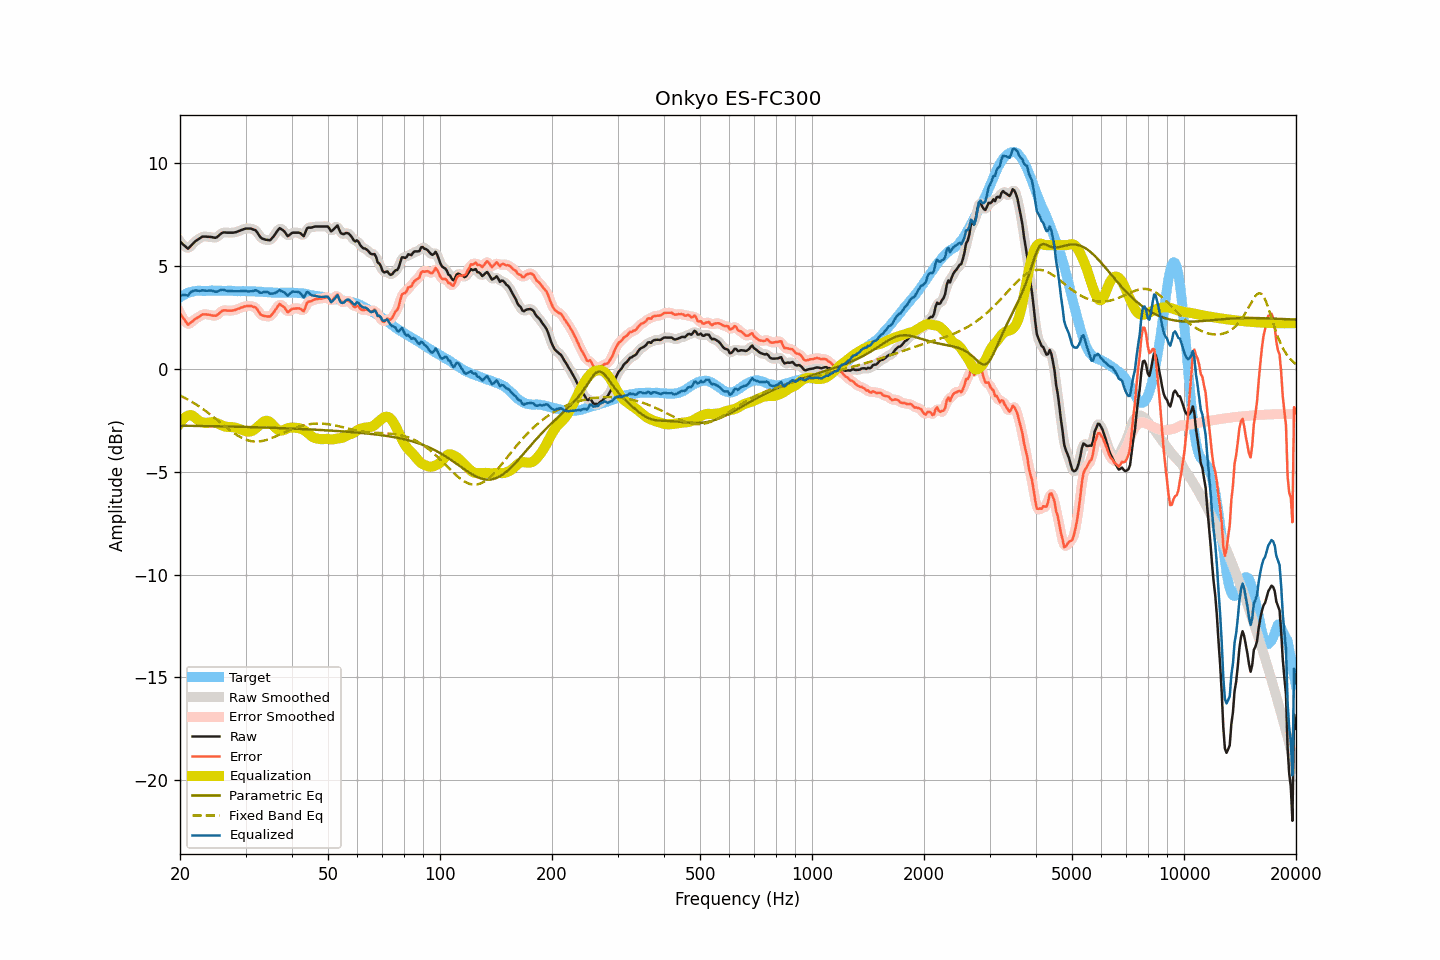 Onkyo ES-FC300
10
5
0
−5
−10
−15
−20
Amplitude (dBr)
Target
Raw Smoothed
Error Smoothed
Raw
Error
Equalization
Parametric Eq
Fixed Band Eq
Equalized
20 50 100 200 500 1000 2000 5000 10000 20000
Frequency (Hz)